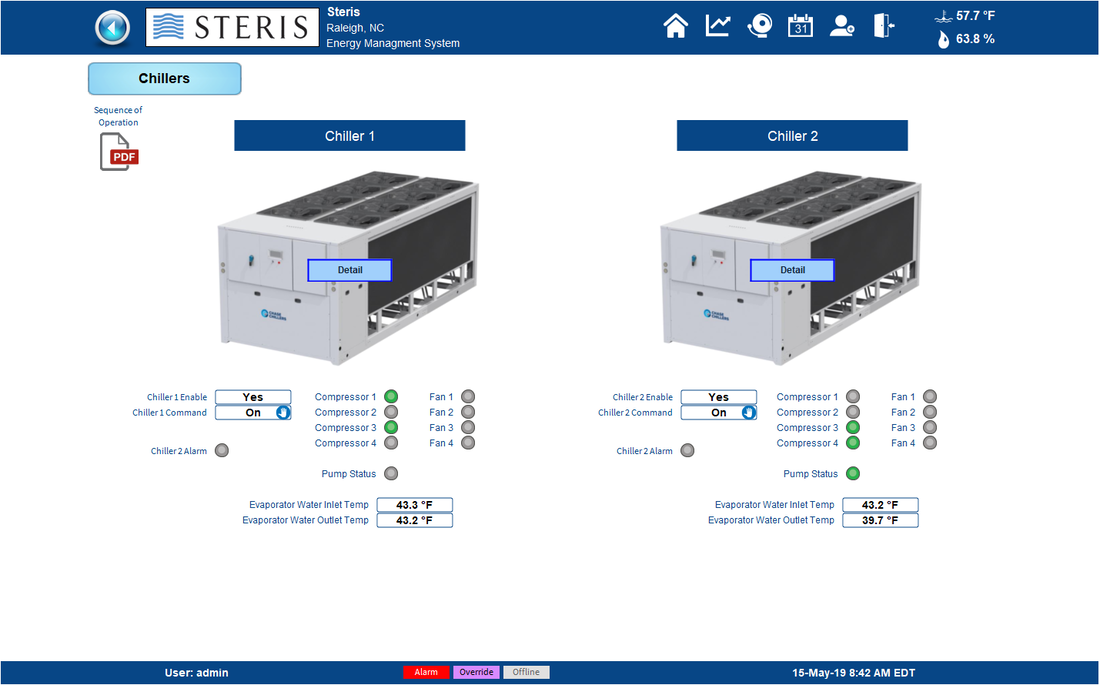 STERIS
Steris
Raleigh, NC
Energy Managment System
31
57.7 °F
63.8 %
Chillers
Sequence of
Operation
PDF
Chiller 1
Chiller 2
Detail
Detail
CHASE
CHILLERS
CHASE
CHILLERS
Chiller 1 Enable Yes
Chiller 1 Command On
Chiller 2 Alarm
Compressor 1 Fan 1
Compressor 2 Fan 2
Compressor 3 Fan 3
Compressor 4 Fan 4
Pump Status
Evaporator Water Inlet Temp 43.3 °F
Evaporator Water Outlet Temp 43.2 °F
Chiller 2 Enable Yes
Chiller 2 Command On
Chiller 2 Alarm
Compressor 1 Fan 1
Compressor 2 Fan 2
Compressor 3 Fan 3
Compressor 4 Fan 4
Pump Status
Evaporator Water Inlet Temp 43.2 °F
Evaporator Water Outlet Temp 39.7 °F
User: admin
Alarm Override Offline
15-May-19 8:42 AM EDT